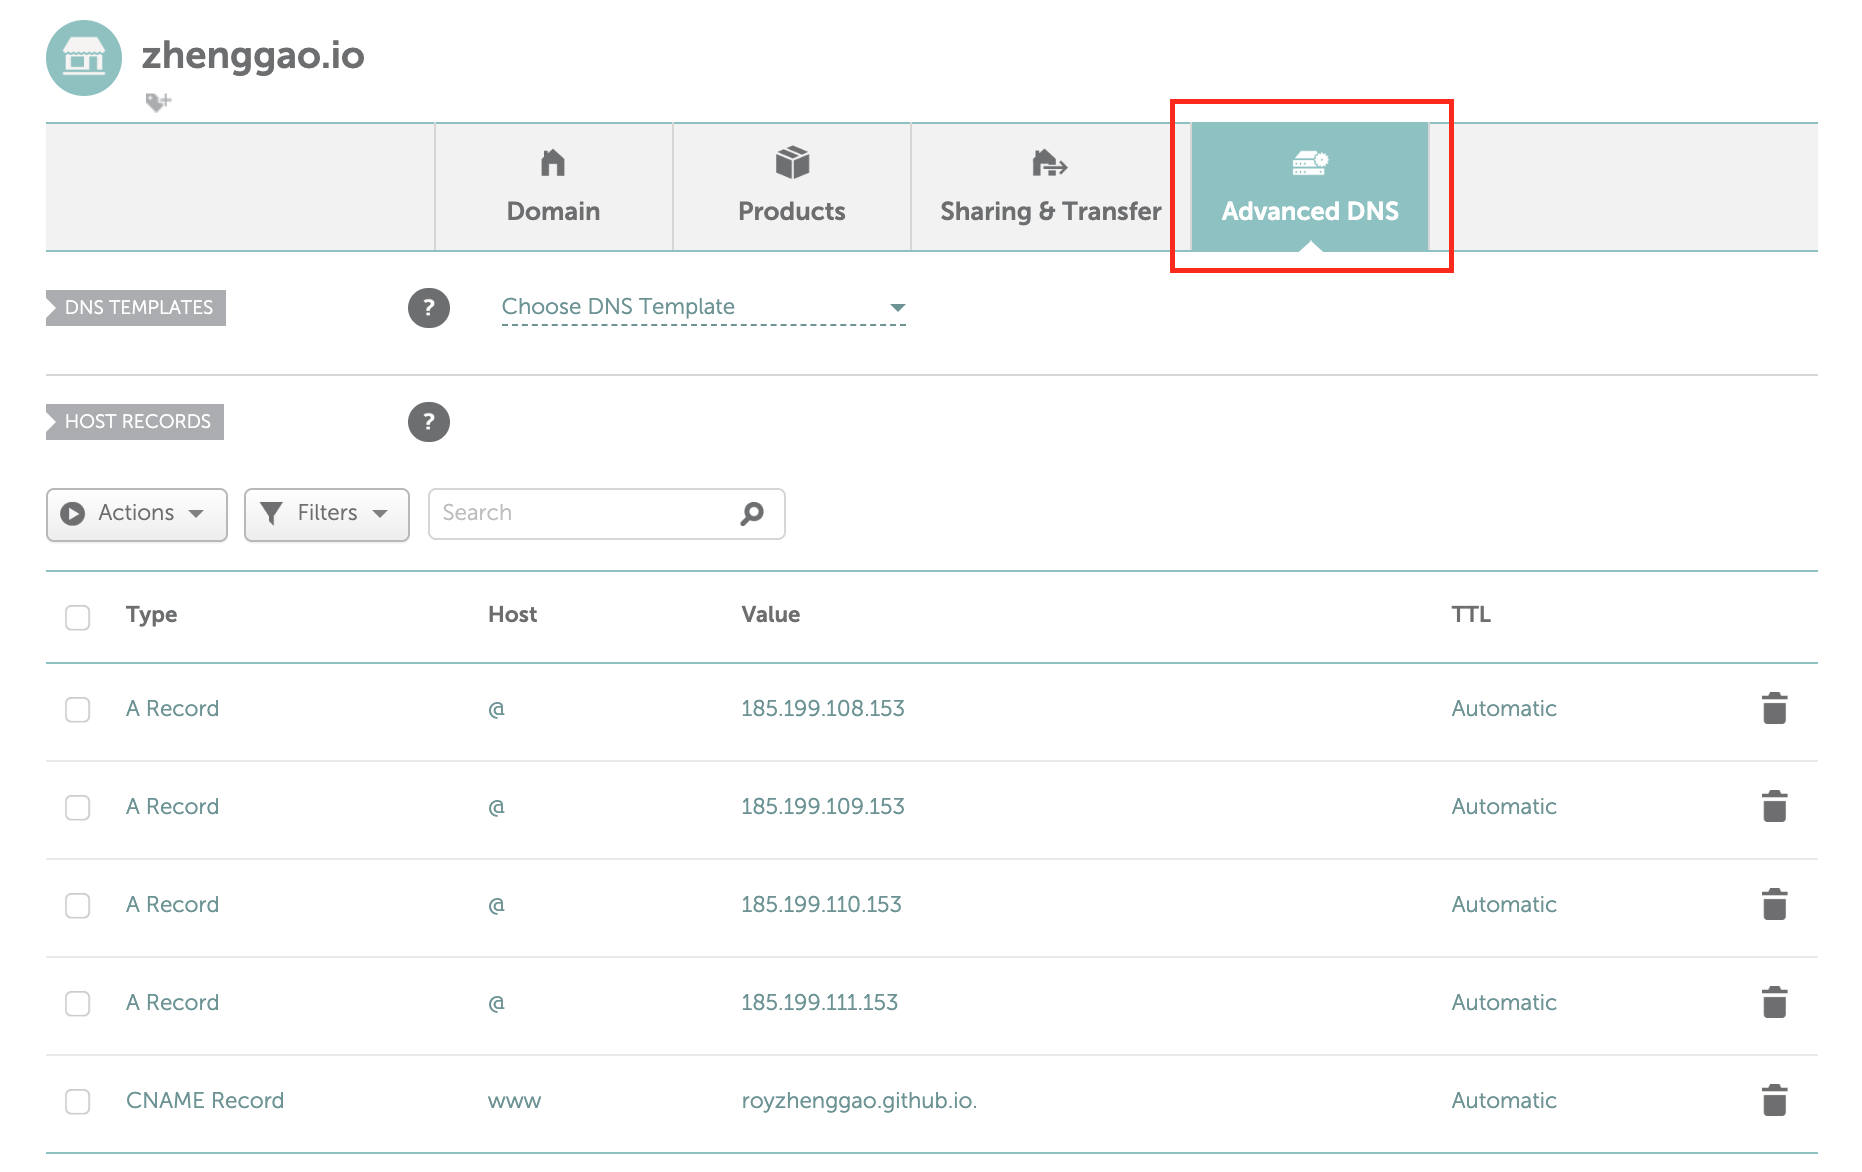 zhenggao.io
Domain
Products
Sharing & Transfer
Advanced DNS
DNS TEMPLATES
?
Choose DNS Template
HOST RECORDS
?
Actions
Filters
Search
Type Host Value TTL
A Record @ 185.199.108.153 Automatic
A Record @ 185.199.109.153 Automatic
A Record @ 185.199.110.153 Automatic
A Record @ 185.199.111.153 Automatic
CNAME Record www royzhenggao.github.io. Automatic